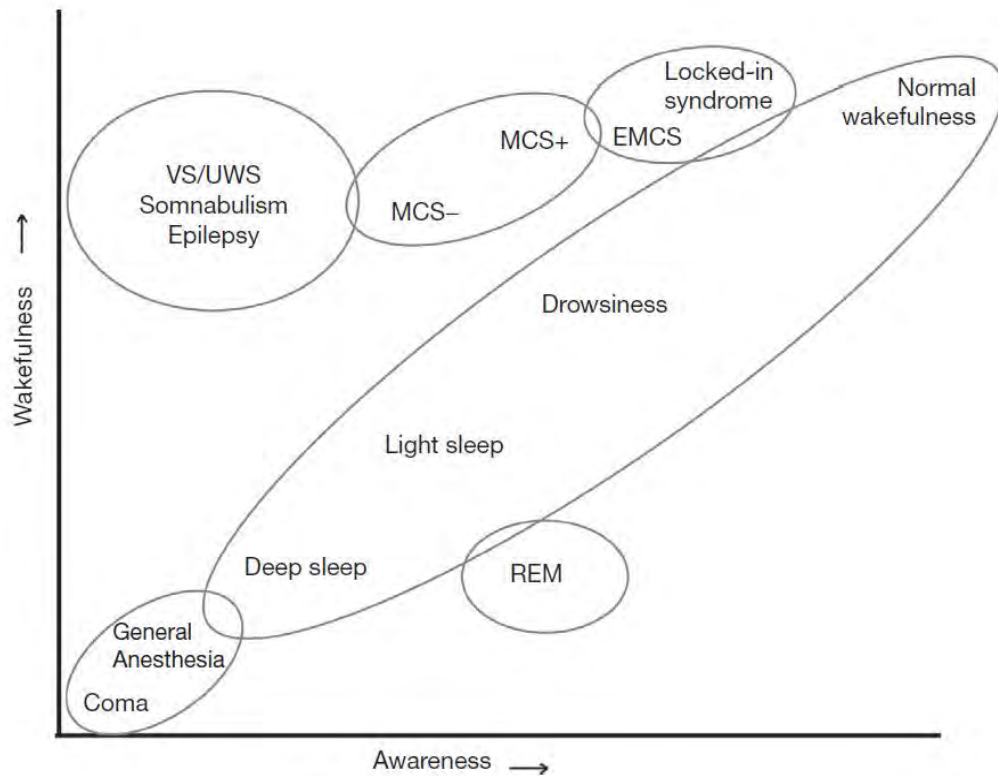 Locked-in
syndrome
Normal
wakefulness
MCS+
EMCS
VS/UWS
Somnabulism
Epilepsy
MCS–
Drowsiness
Wakefulness →
Light sleep
Deep sleep
REM
General
Anesthesia
Coma
Awareness →